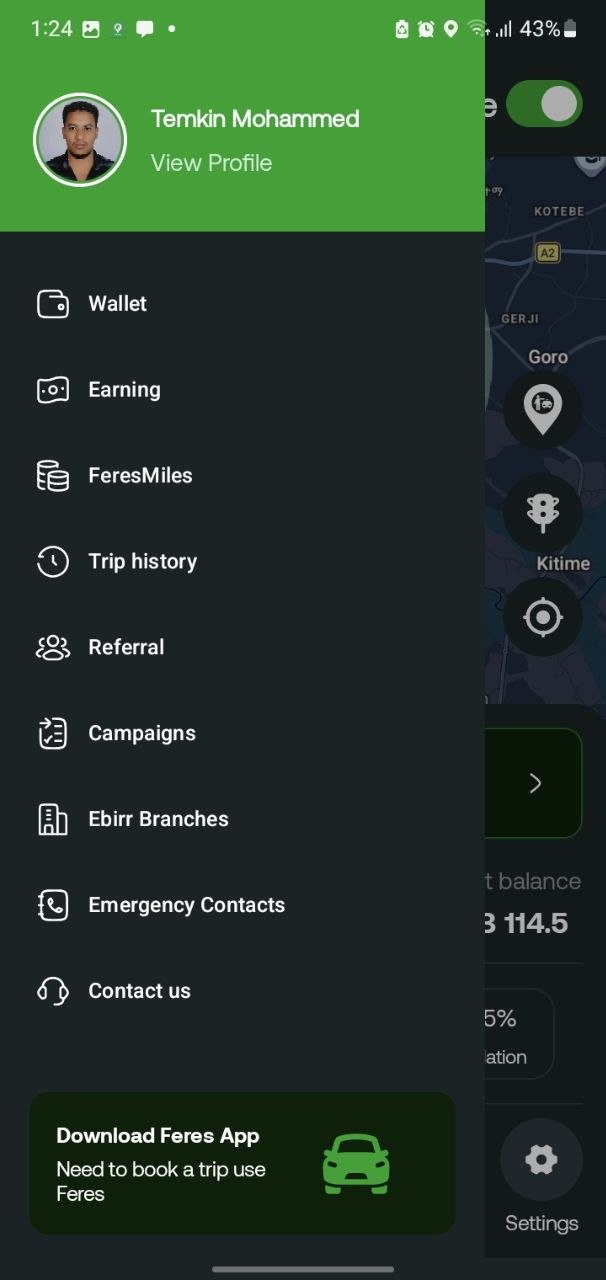 1:24
43%
Temkin Mohammed
View Profile
KOTEBE
A2
GERJI
Goro
Wallet
Earning
FeresMiles
Trip history
Kitime
Referral
Campaigns
Ebirr Branches
t balance
Emergency Contacts
114.5
Contact us
5%
lation
Download Feres App
Need to book a trip use
Feres
Settings